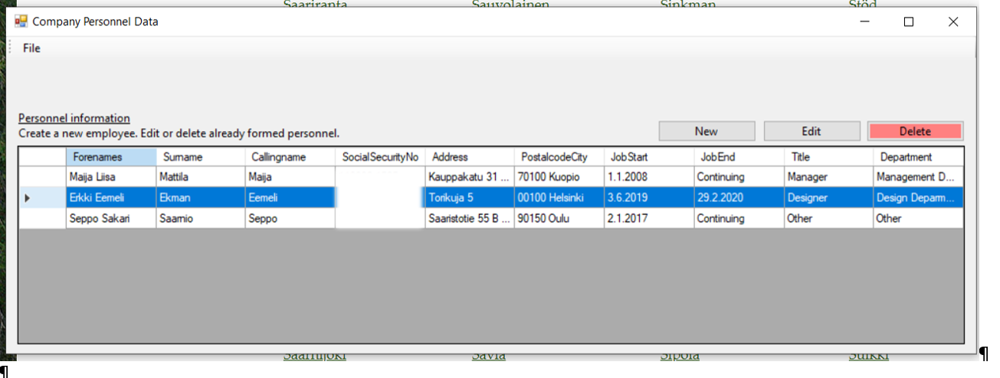 Saariranta Sauvolainen Sinkman Stöd
Company Personnel Data
File
Personnel information
Create a new employee. Edit or delete already formed personnel.
New Edit Delete
Forenames Surname Callingname SocialSecurityNo Address PostalcodeCity JobStart JobEnd Title Department
Maija Liisa Mattila Maija Kauppakatu 31 ... 70100 Kuopio 1.1.2008 Continuing Manager Management D...
Erkki Eemeli Ekman Eemeli Torikuja 5 00100 Helsinki 3.6.2019 29.2.2020 Designer Design Deparm...
Seppo Sakari Saarnio Seppo Saaristotie 55 B ... 90150 Oulu 2.1.2017 Continuing Other Other
Saarujoki Savia Sipola Sulkki
¶
¶